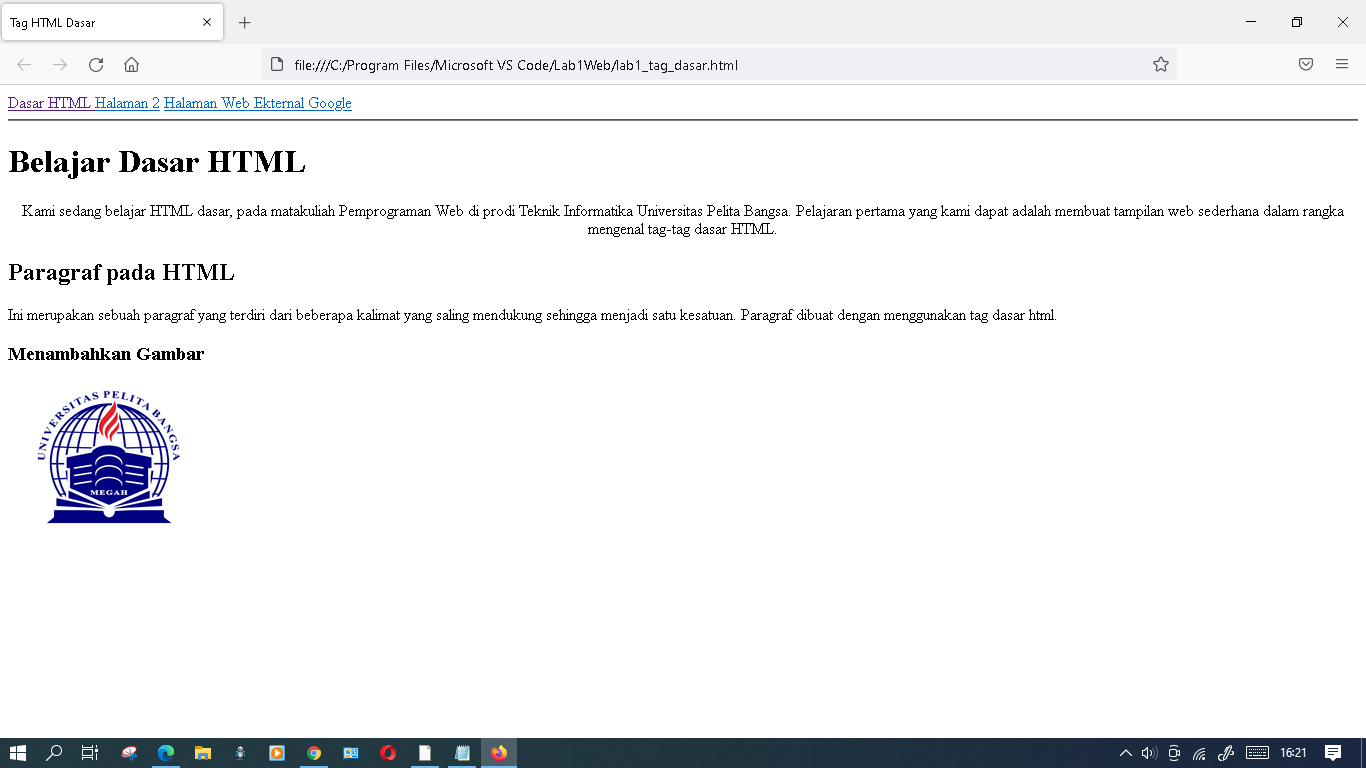 Tag HTML Dasar
file:///C:/Program Files/Microsoft VS Code/Lab1Web/lab1_tag_dasar.html
Dasar HTML Halaman 2 Halaman Web Ekternal Google
Belajar Dasar HTML
Kami sedang belajar HTML dasar, pada matakuliah Pemprograman Web di prodi Teknik Informatika Universitas Pelita Bangsa. Pelajaran pertama yang kami dapat adalah membuat tampilan web sederhana dalam rangka
mengenal tag-tag dasar HTML.
Paragraf pada HTML
Ini merupakan sebuah paragraf yang terdiri dari beberapa kalimat yang saling mendukung sehingga menjadi satu kesatuan. Paragraf dibuat dengan menggunakan tag dasar html.
Menambahkan Gambar
UNIVERSITAS PELITA BANGSA
MEGAH
16:21